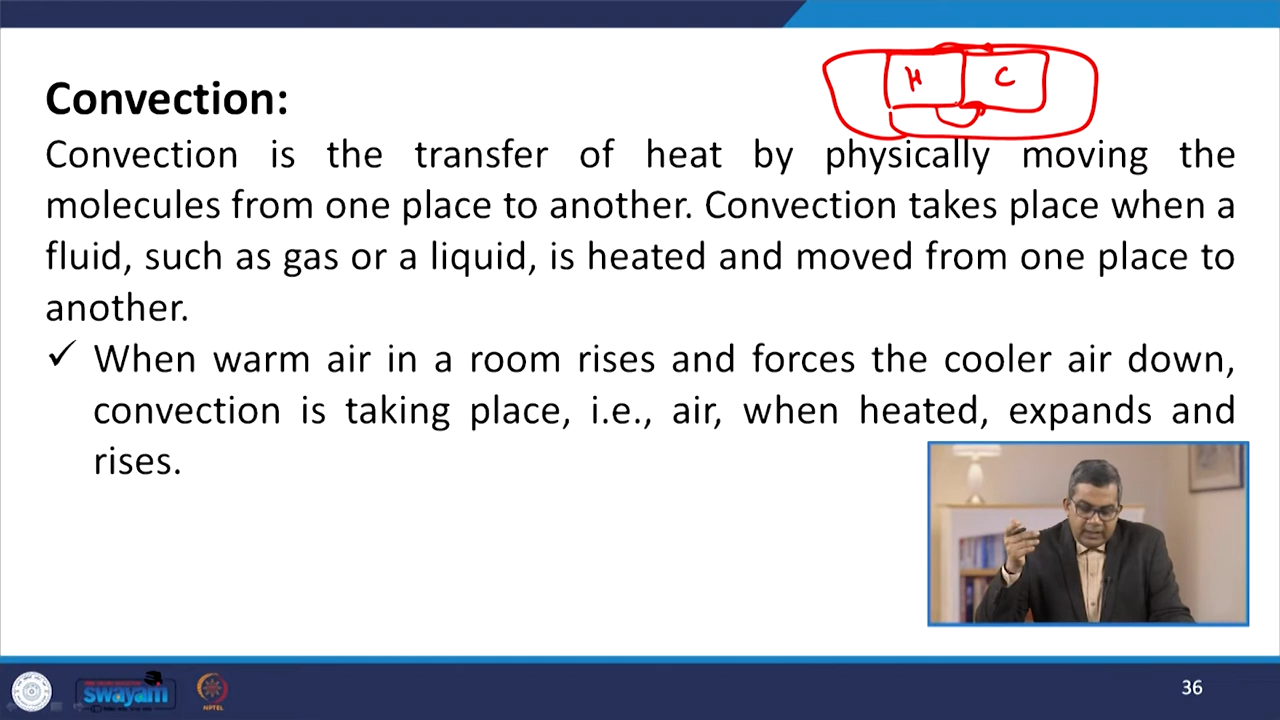 H C
Convection:
Convection is the transfer of heat by physically moving the
molecules from one place to another. Convection takes place when a
fluid, such as gas or a liquid, is heated and moved from one place to
another.
✓ When warm air in a room rises and forces the cooler air down,
convection is taking place, i.e., air, when heated, expands and
rises.
swayam
NPTEL
36